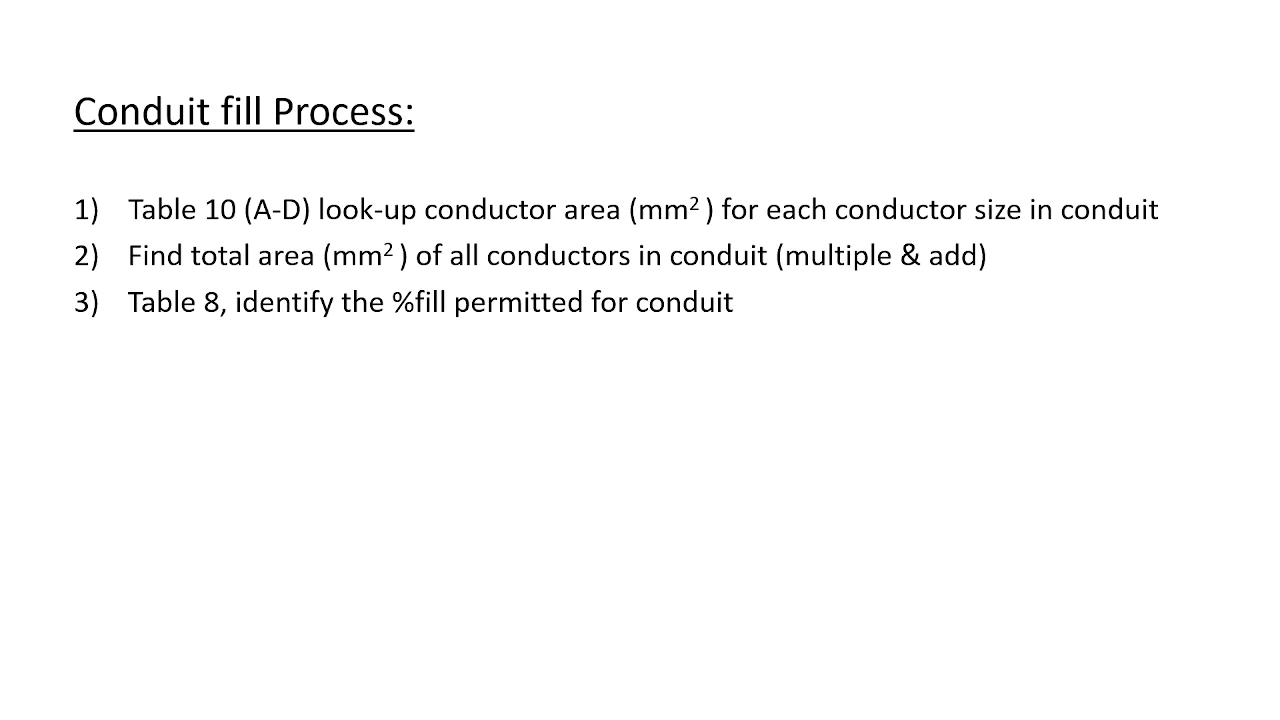 Conduit fill Process:
1) Table 10 (A-D) look-up conductor area (mm²) for each conductor size in conduit
2) Find total area (mm²) of all conductors in conduit (multiple & add)
3) Table 8, identify the %fill permitted for conduit